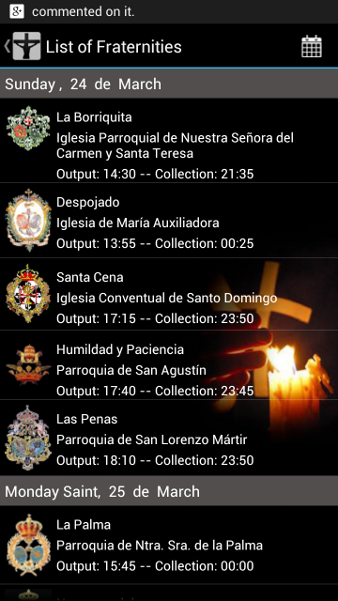 commented on it.
List of Fraternities
Sunday , 24 de March
La Borriquita
Iglesia Parroquial de Nuestra Señora del
Carmen y Santa Teresa
Output: 14:30 -- Collection: 21:35
Despojado
Iglesia de María Auxiliadora
Output: 13:55 -- Collection: 00:25
Santa Cena
Iglesia Conventual de Santo Domingo
Output: 17:15 -- Collection: 23:50
Humildad y Paciencia
Parroquia de San Agustín
Output: 17:40 -- Collection: 23:45
Las Penas
Parroquia de San Lorenzo Mártir
Output: 18:10 -- Collection: 23:50
Monday Saint, 25 de March
La Palma
Parroquia de Ntra. Sra. de la Palma
Output: 15:45 -- Collection: 00:00